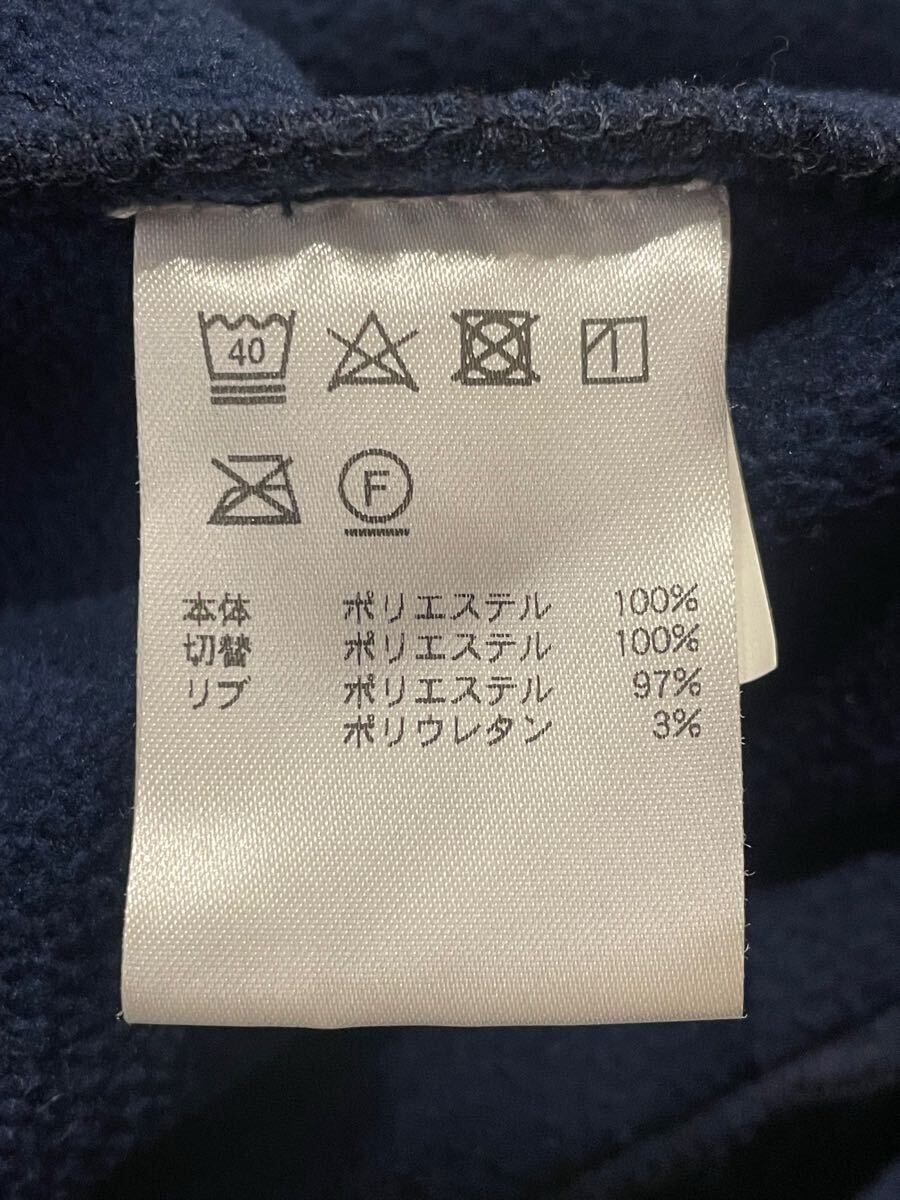 40
F
本体 ポリエステル 100%
切替 ポリエステル 100%
リブ ポリエステル 97%
ポリウレタン 3%